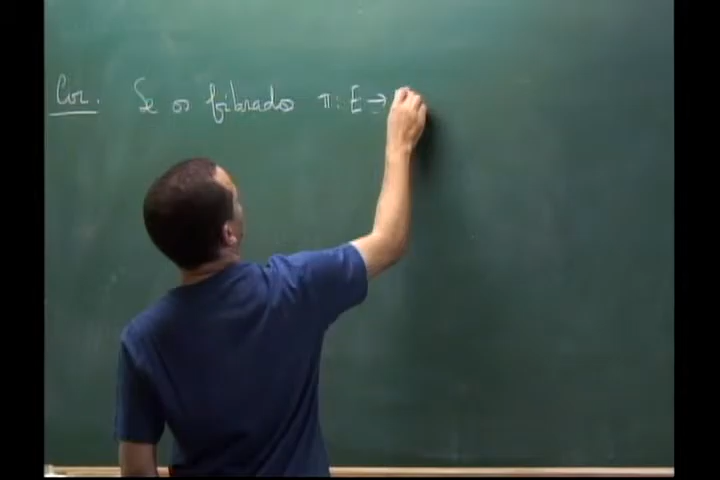 Cor. Se o fibrado π: E →